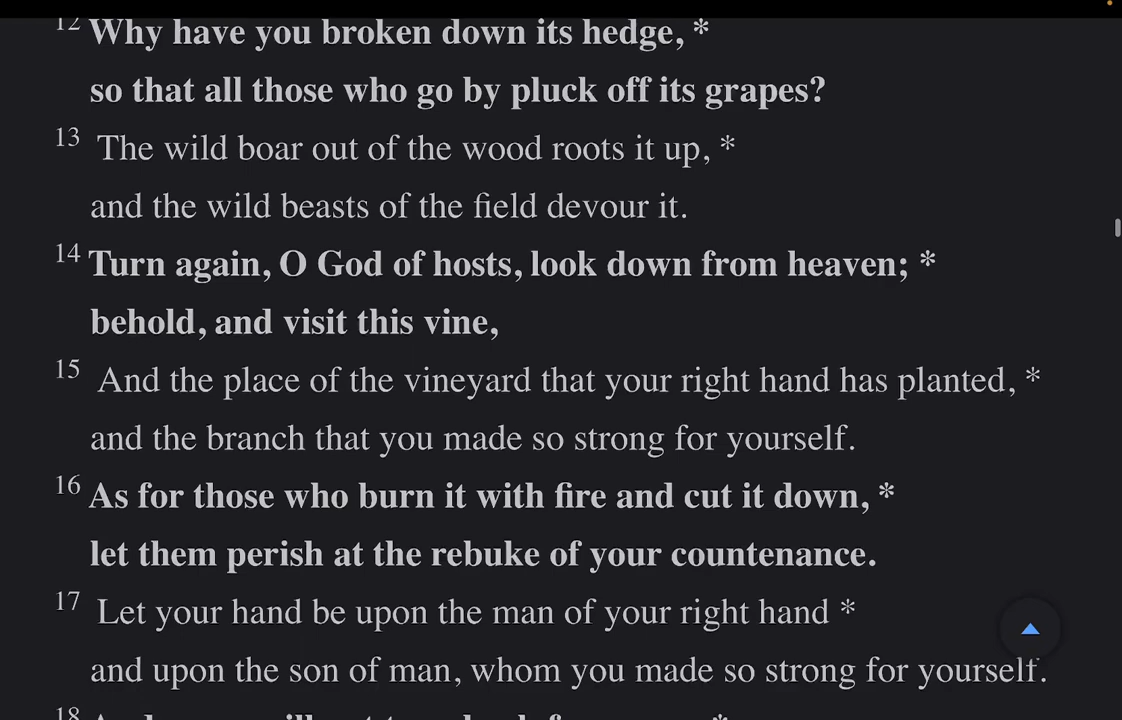 12 Why have you broken down its hedge, *
so that all those who go by pluck off its grapes?
13 The wild boar out of the wood roots it up, *
and the wild beasts of the field devour it.
14 Turn again, O God of hosts, look down from heaven; *
behold, and visit this vine,
15 And the place of the vineyard that your right hand has planted, *
and the branch that you made so strong for yourself.
16 As for those who burn it with fire and cut it down, *
let them perish at the rebuke of your countenance.
17 Let your hand be upon the man of your right hand *
and upon the son of man, whom you made so strong for yourself.
18